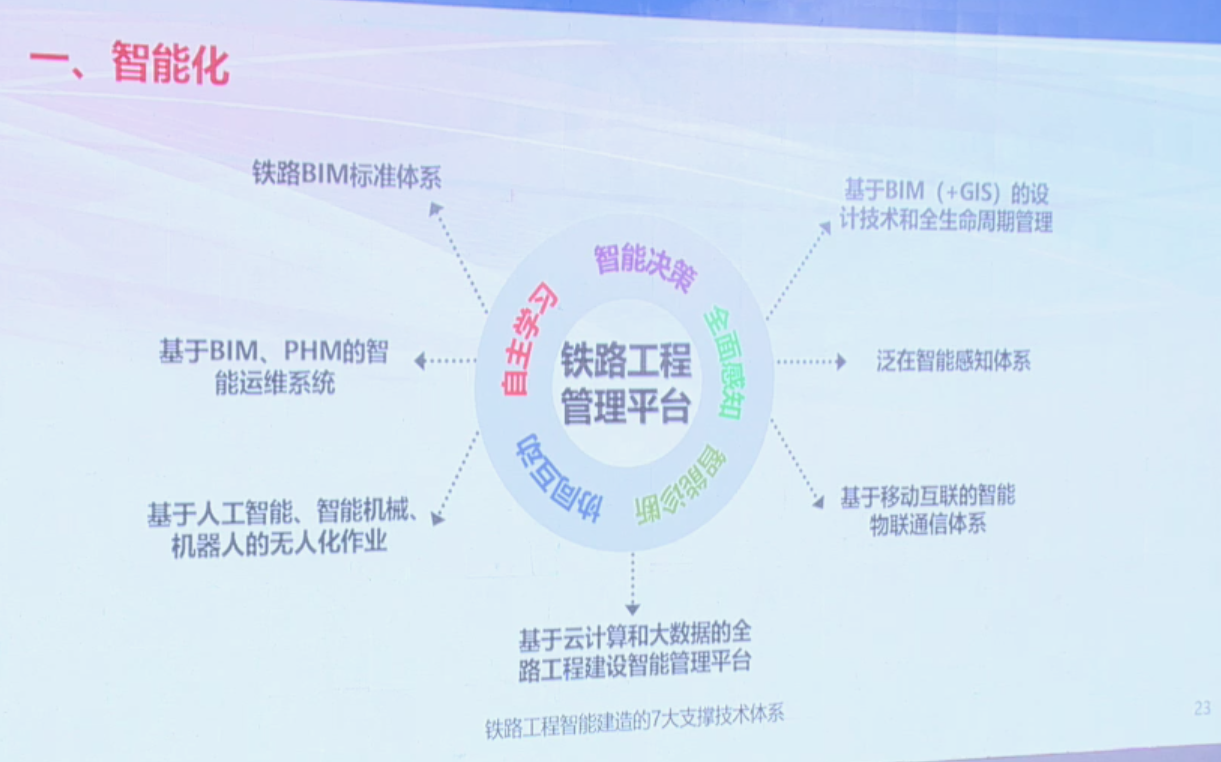 一、智能化
铁路BIM标准体系
基于BIM（+GIS）的设
计技术和全生命周期管理
智能决策
自主学习
全面感知
铁路工程
管理平台
基于BIM、PHM的智
能运维系统
泛在智能感知体系
协同互动
智能诊断
基于人工智能、智能机械、
机器人的无人化作业
基于移动互联的智能
物联通信体系
基于云计算和大数据的全
路工程建设智能管理平台
铁路工程智能建造的7大支撑技术体系
23